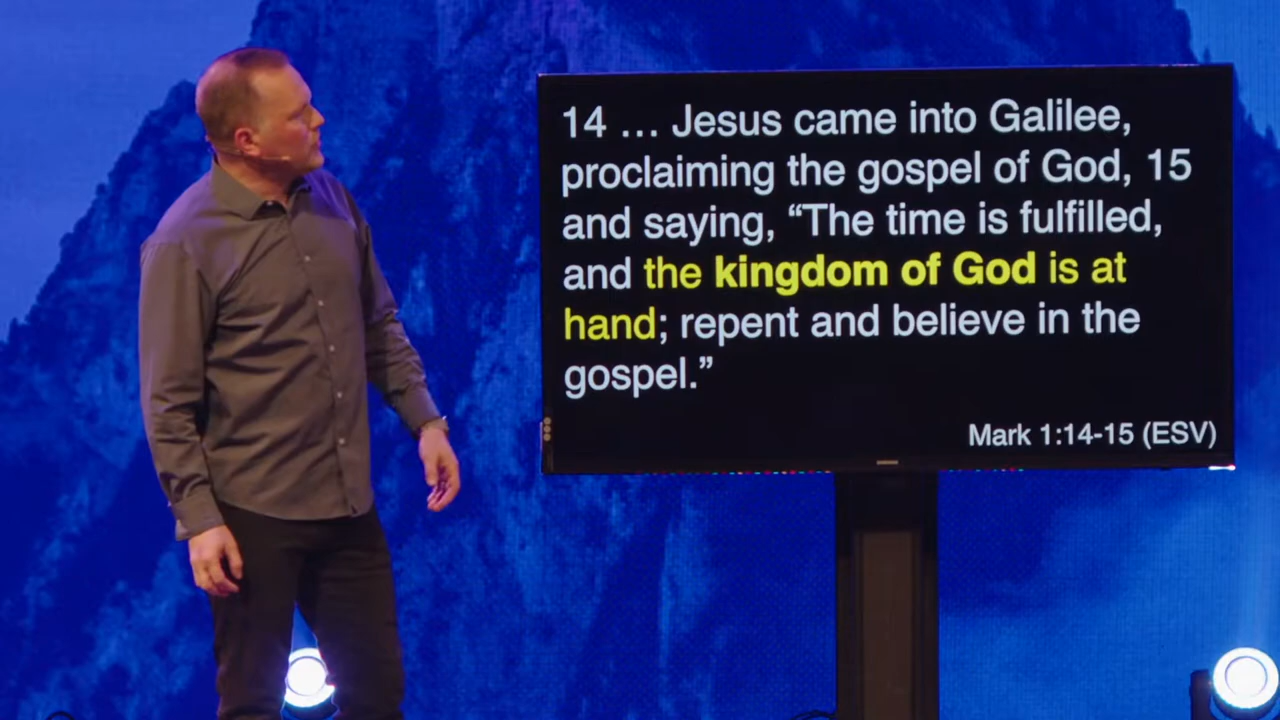 14 … Jesus came into Galilee,
proclaiming the gospel of God, 15
and saying, “The time is fulfilled,
and the kingdom of God is at
hand; repent and believe in the
gospel.”
Mark 1:14-15 (ESV)